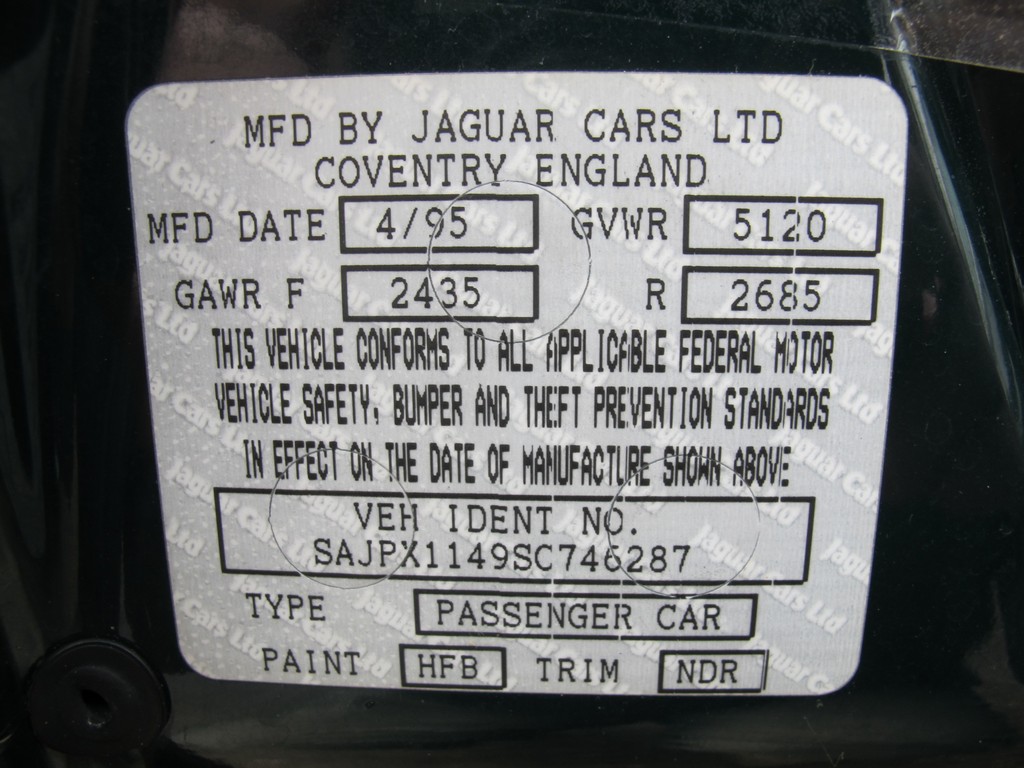 MFD BY JAGUAR CARS LTD
COVENTRY ENGLAND
MFD DATE 4/95 GVWR 5120
GAWR F 2435 R 2685
THIS VEHICLE CONFORMS TO ALL APPLICABLE FEDERAL MOTOR
VEHICLE SAFETY, BUMPER AND THEFT PREVENTION STANDARDS
IN EFFECT ON THE DATE OF MANUFACTURE SHOWN ABOVE
VEH IDENT NO.
SAJPX1149SC746287
TYPE PASSENGER CAR
PAINT HFB TRIM NDR